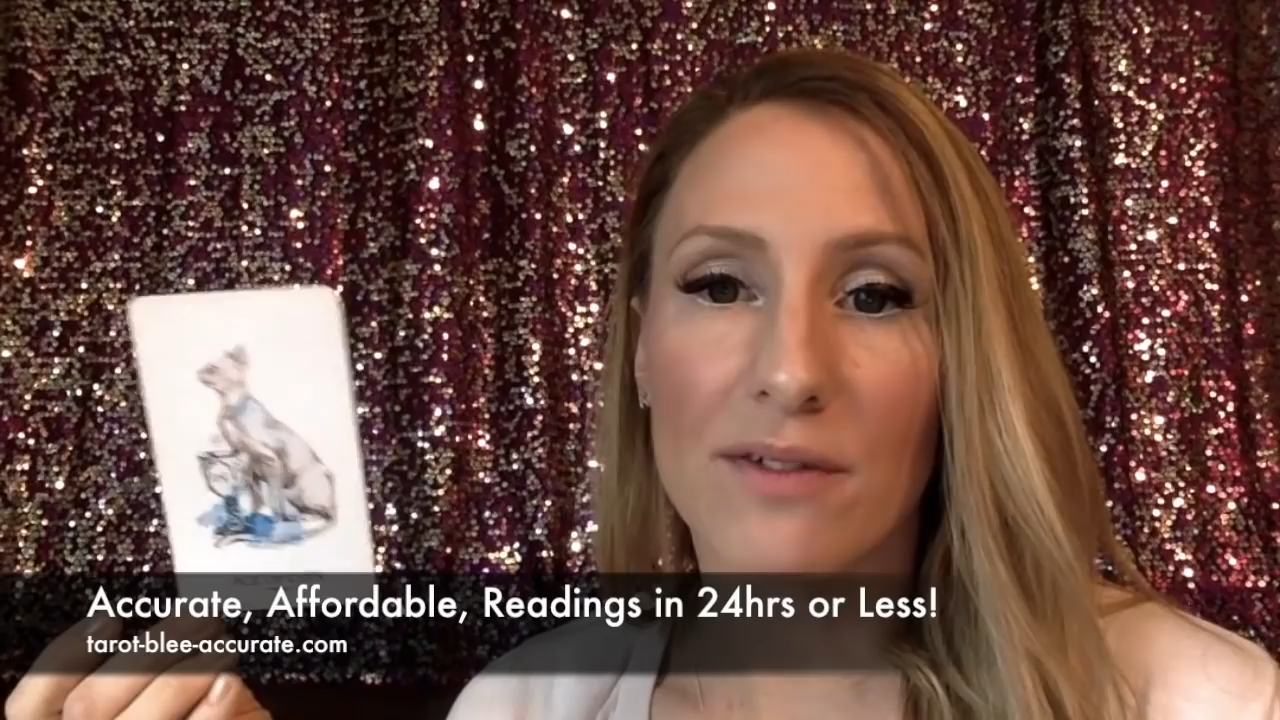 Accurate, Affordable, Readings in 24hrs or Less!
tarot-blee-accurate.com